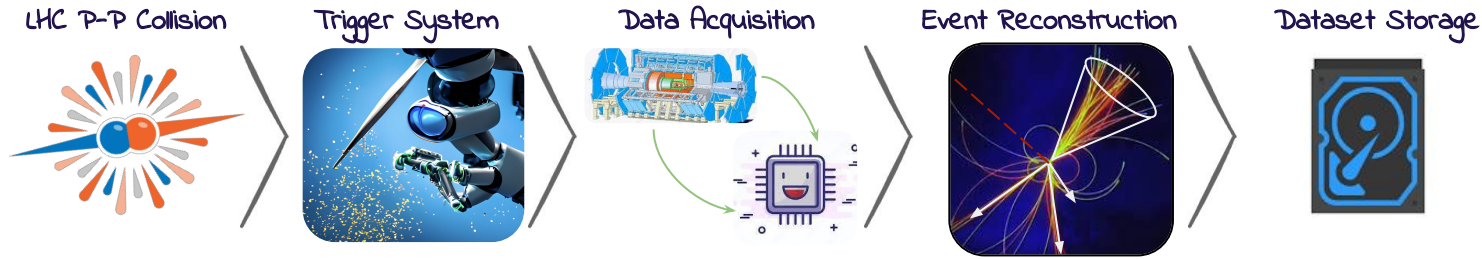 LHC P-P Collision
Trigger System
Data Acquisition
Event Reconstruction
Dataset Storage